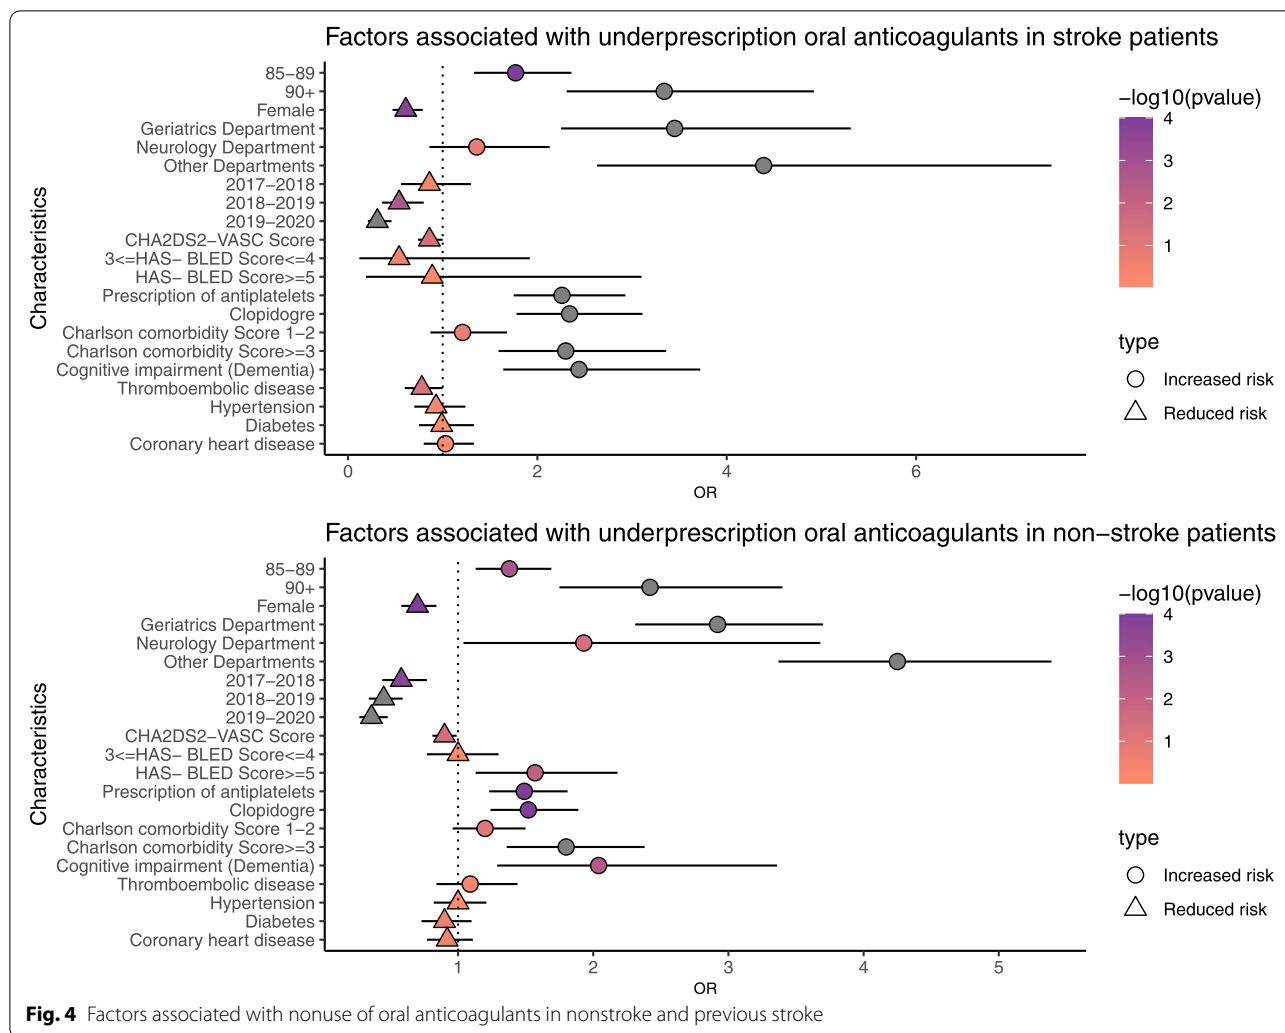 Factors associated with underprescription oral anticoagulants in stroke patients
Characteristics
85−89
90+
Female
Geriatrics Department
Neurology Department
Other Departments
2017−2018
2018−2019
2019−2020
CHA2DS2−VASC Score
3<=HAS− BLED Score<=4
HAS− BLED Score>=5
Prescription of antiplatelets
Clopidogre
Charlson comorbidity Score 1−2
Charlson comorbidity Score>=3
Cognitive impairment (Dementia)
Thromboembolic disease
Hypertension
Diabetes
Coronary heart disease
0 2 4 6
OR
−log10(pvalue)
4
3
2
1
type
Increased risk
Reduced risk
Factors associated with underprescription oral anticoagulants in non−stroke patients
Characteristics
85−89
90+
Female
Geriatrics Department
Neurology Department
Other Departments
2017−2018
2018−2019
2019−2020
CHA2DS2−VASC Score
3<=HAS− BLED Score<=4
HAS− BLED Score>=5
Prescription of antiplatelets
Clopidogre
Charlson comorbidity Score 1−2
Charlson comorbidity Score>=3
Cognitive impairment (Dementia)
Thromboembolic disease
Hypertension
Diabetes
Coronary heart disease
1 2 3 4 5
OR
−log10(pvalue)
4
3
2
1
type
Increased risk
Reduced risk
Fig. 4 Factors associated with nonuse of oral anticoagulants in nonstroke and previous stroke